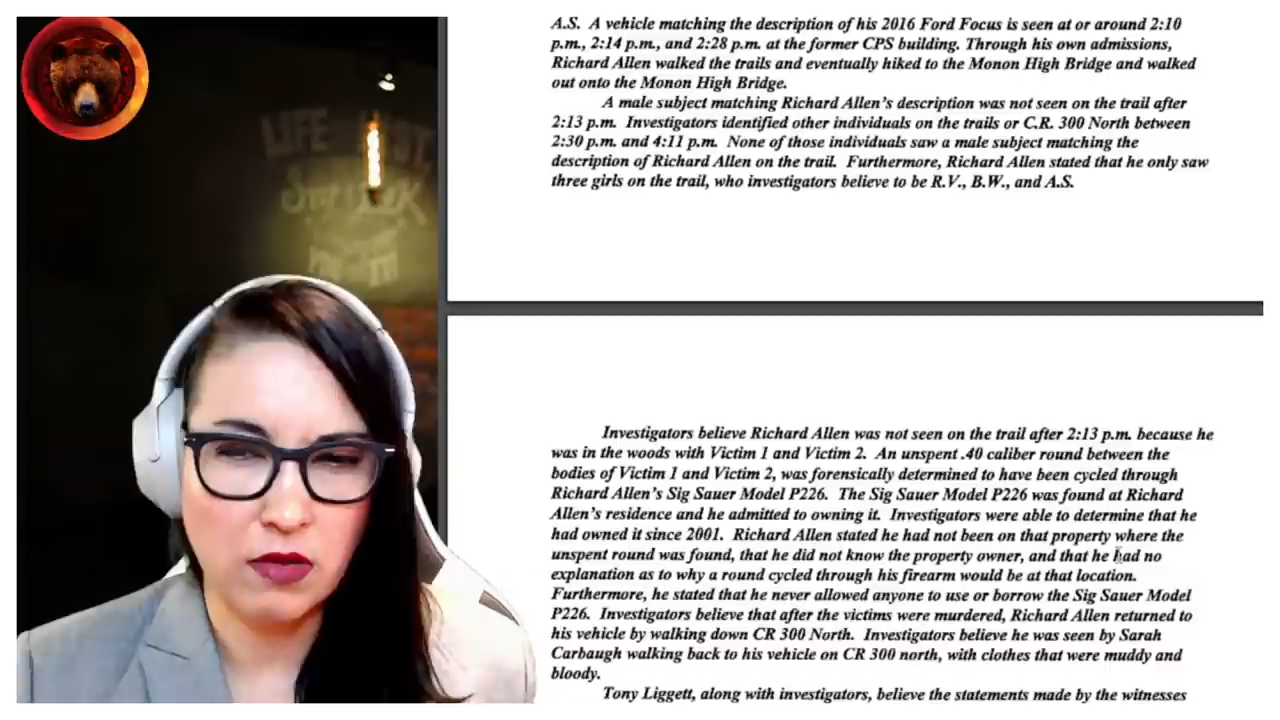 LIFE
A.S. A vehicle matching the description of his 2016 Ford Focus is seen at or around 2:10
p.m., 2:14 p.m., and 2:28 p.m. at the former CPS building. Through his own admissions,
Richard Allen walked the trails and eventually hiked to the Monon High Bridge and walked
out onto the Monon High Bridge.
A male subject matching Richard Allen's description was not seen on the trail after
2:13 p.m. Investigators identified other individuals on the trails or C.R. 300 North between
2:30 p.m. and 4:11 p.m. None of those individuals saw a male subject matching the
description of Richard Allen on the trail. Furthermore, Richard Allen stated that he only saw
three girls on the trail, who investigators believe to be R.V., B.W., and A.S.
Investigators believe Richard Allen was not seen on the trail after 2:13 p.m. because he
was in the woods with Victim 1 and Victim 2. An unspent .40 caliber round between the
bodies of Victim 1 and Victim 2, was forensically determined to have been cycled through
Richard Allen's Sig Sauer Model P226. The Sig Sauer Model P226 was found at Richard
Allen's residence and he admitted to owning it. Investigators were able to determine that he
had owned it since 2001. Richard Allen stated he had not been on that property where the
unspent round was found, that he did not know the property owner, and that he had no
explanation as to why a round cycled through his firearm would be at that location.
Furthermore, he stated that he never allowed anyone to use or borrow the Sig Sauer Model
P226. Investigators believe that after the victims were murdered, Richard Allen returned to
his vehicle by walking down CR 300 North. Investigators believe he was seen by Sarah
Carbaugh walking back to his vehicle on CR 300 north, with clothes that were muddy and
bloody.
Tony Liggett, along with investigators, believe the statements made by the witnesses